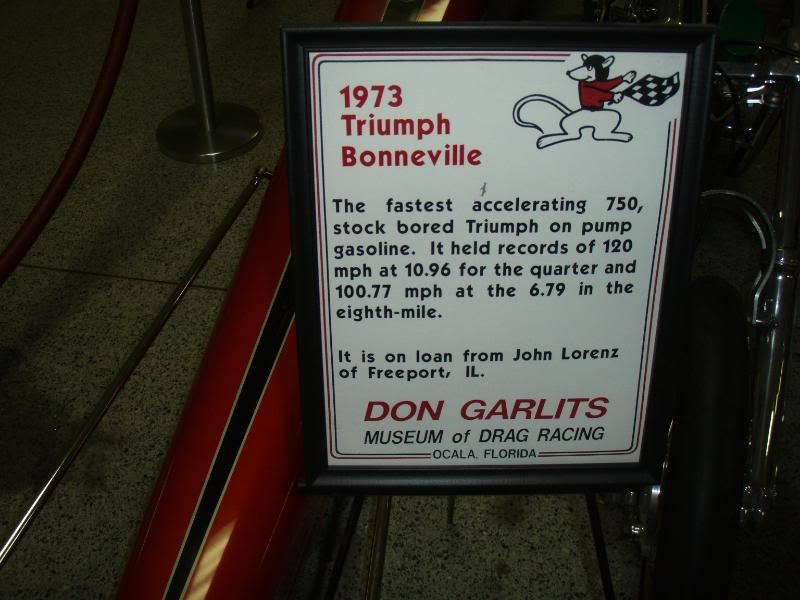 1973
Triumph
Bonneville
The fastest accelerating 750,
stock bored Triumph on pump
gasoline. It held records of 120
mph at 10.96 for the quarter and
100.77 mph at the 6.79 in the
eighth-mile.
It is on loan from John Lorenz
of Freeport, IL.
DON GARLITS
MUSEUM of DRAG RACING
OCALA, FLORIDA